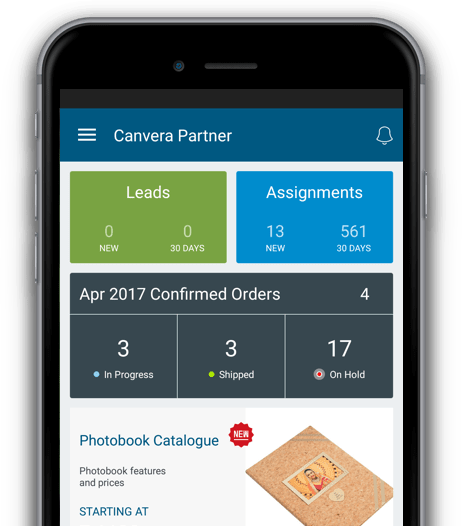 Canvera Partner
Leads
0 0
NEW 30 DAYS
Assignments
13 561
NEW 30 DAYS
Apr 2017 Confirmed Orders 4
3 3 17
In Progress Shipped On Hold
Photobook Catalogue
NEW
Photobook features
and prices
STARTING AT